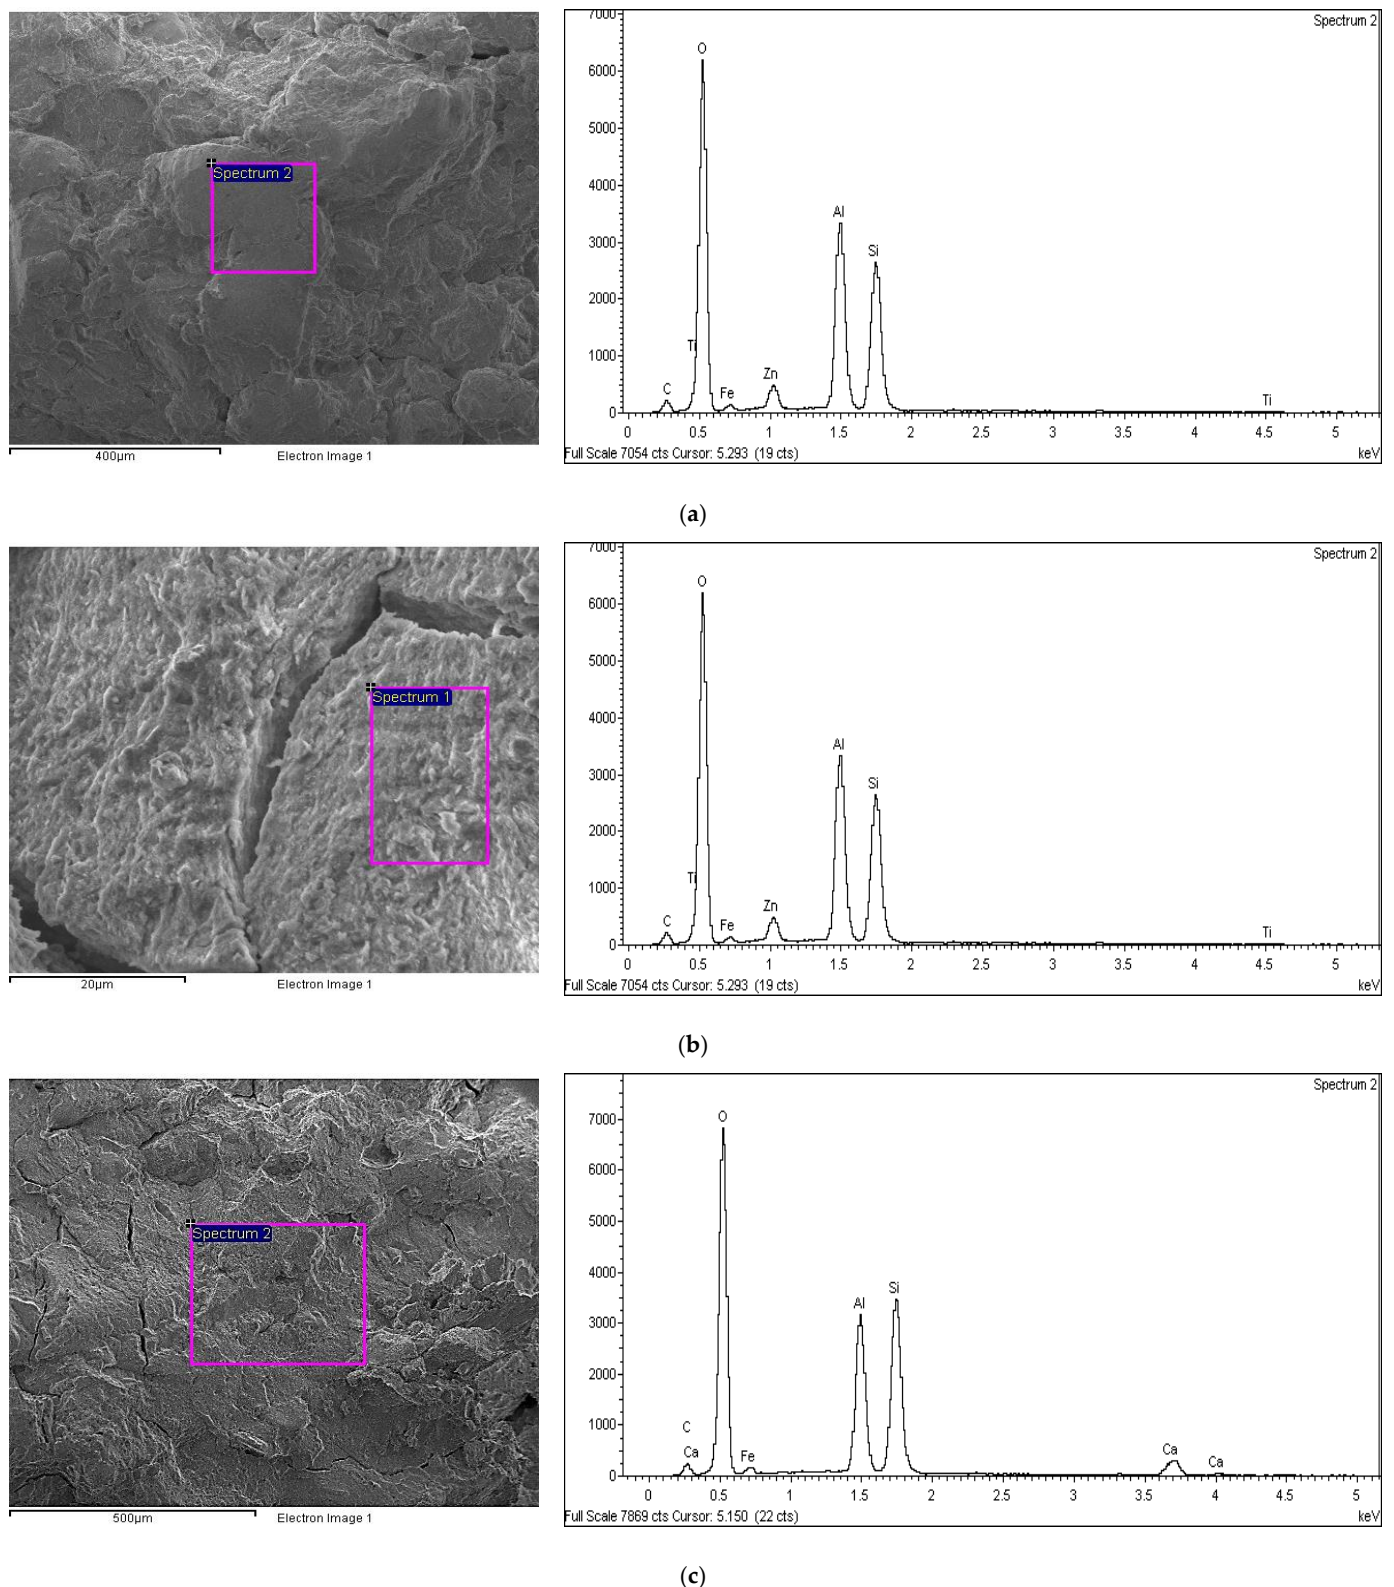 Spectrum 2
400µm
Electron Image 1
Spectrum 2
7000
6000
5000
4000
3000
2000
1000
0
O
Al
Si
Ti
C
Fe
Zn
Ti
0 0.5 1 1.5 2 2.5 3 3.5 4 4.5 5
Full Scale 7054 cts Cursor: 5.293 (19 cts)
keV
(a)
Spectrum 1
20µm
Electron Image 1
Spectrum 2
7000
6000
5000
4000
3000
2000
1000
0
O
Al
Si
Ti
C
Fe
Zn
Ti
0 0.5 1 1.5 2 2.5 3 3.5 4 4.5 5
Full Scale 7054 cts Cursor: 5.293 (19 cts)
keV
(b)
Spectrum 2
500µm
Electron Image 1
Spectrum 2
7000
6000
5000
4000
3000
2000
1000
0
O
Al
Si
C
Ca
Fe
Ca
Ca
0 0.5 1 1.5 2 2.5 3 3.5 4 4.5 5
Full Scale 7869 cts Cursor: 5.150 (22 cts)
keV
(c)